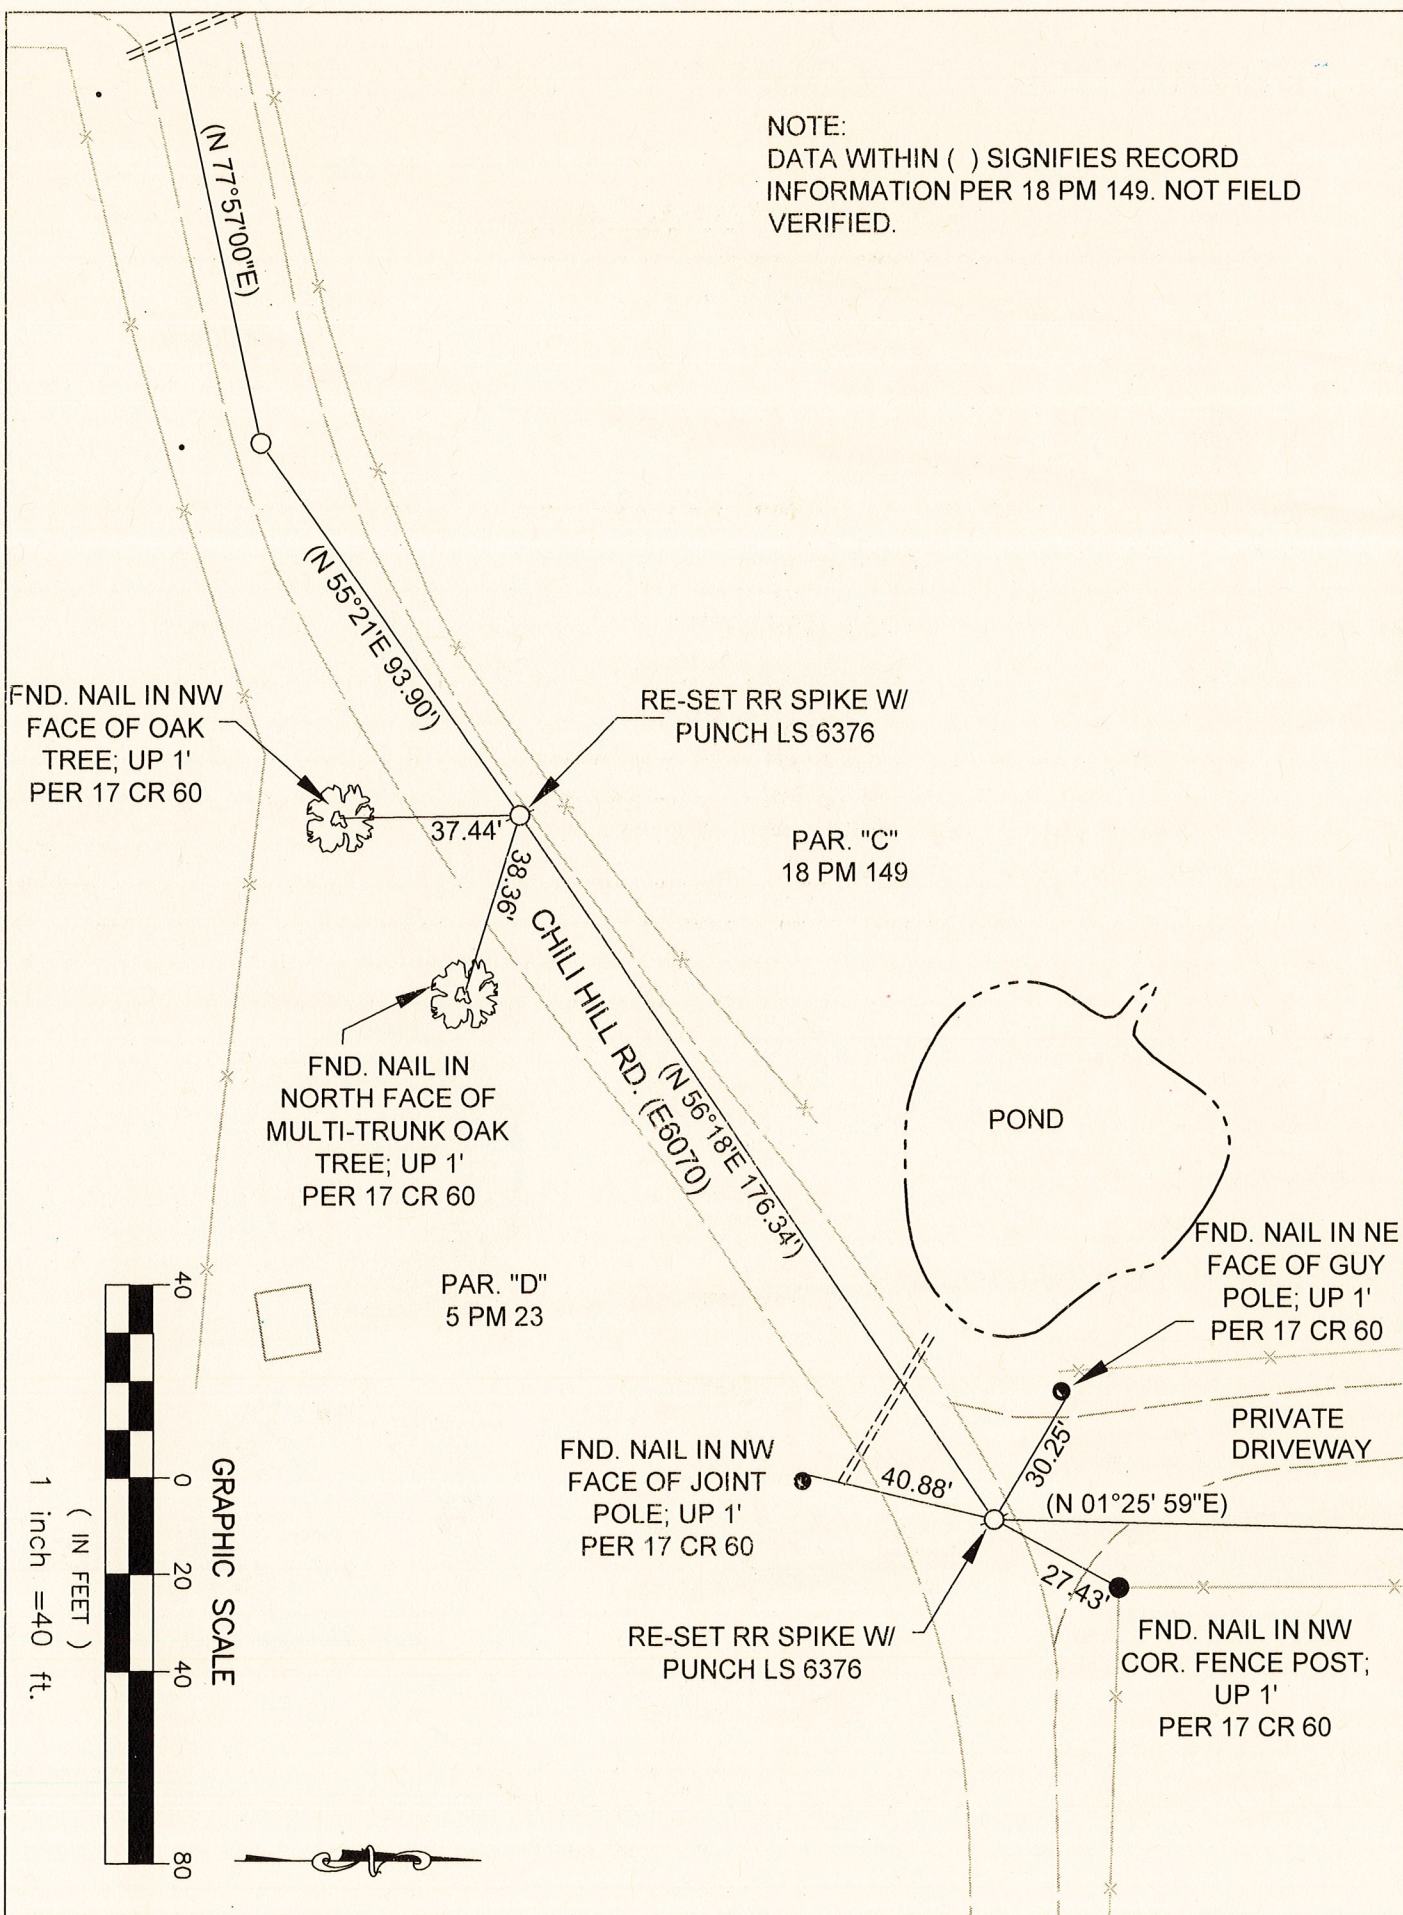 NOTE:
DATA WITHIN ( ) SIGNIFIES RECORD
INFORMATION PER 18 PM 149. NOT FIELD
VERIFIED.
(N 77°57'00"E)
(N 55°21'E 93.90')
FND. NAIL IN NW
FACE OF OAK
TREE; UP 1'
PER 17 CR 60
RE-SET RR SPIKE W/
PUNCH LS 6376
37.44'
38.36'
PAR. "C"
18 PM 149
CHILI HILL RD. (E6070)
(N 56°18'E 176.34')
FND. NAIL IN
NORTH FACE OF
MULTI-TRUNK OAK
TREE; UP 1'
PER 17 CR 60
POND
PAR. "D"
5 PM 23
FND. NAIL IN NE
FACE OF GUY
POLE; UP 1'
PER 17 CR 60
PRIVATE
DRIVEWAY
FND. NAIL IN NW
FACE OF JOINT
POLE; UP 1'
PER 17 CR 60
40.88'
30.25'
(N 01°25' 59"E)
27.43'
RE-SET RR SPIKE W/
PUNCH LS 6376
FND. NAIL IN NW
COR. FENCE POST;
UP 1'
PER 17 CR 60
GRAPHIC SCALE
40 0 20 40 80
( IN FEET )
1 inch =40 ft.